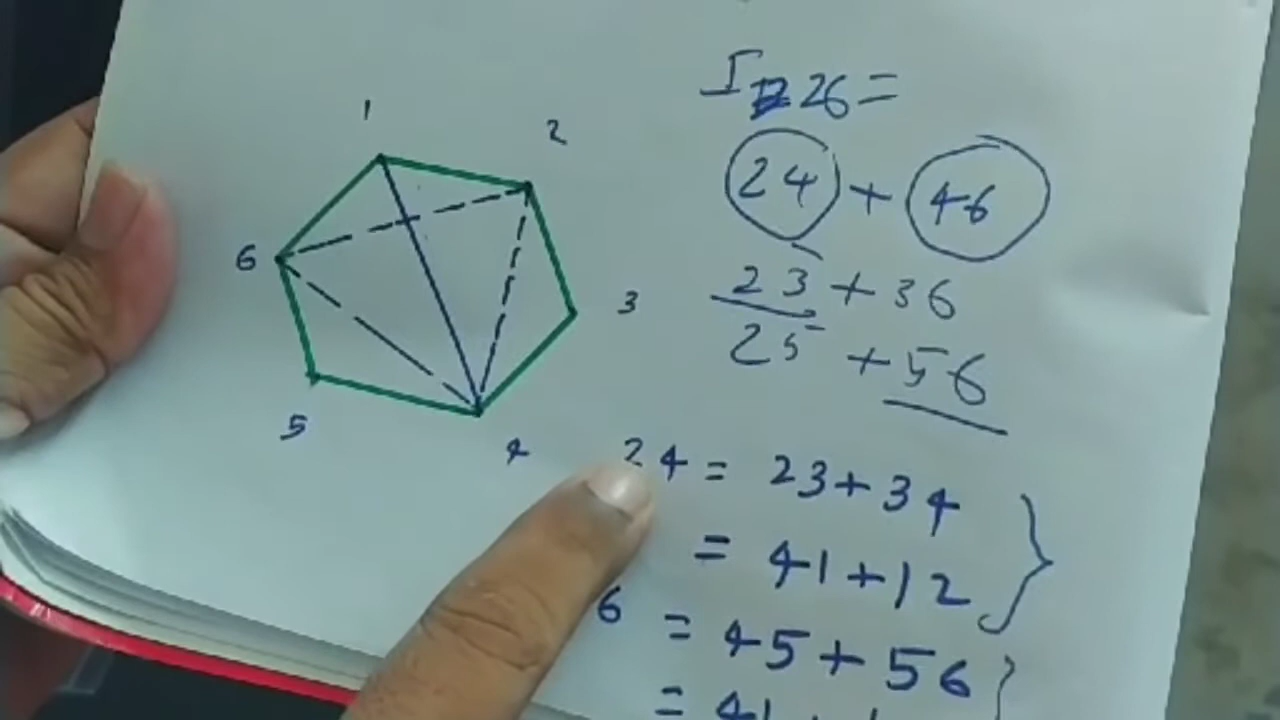 1
2
6
3
5
4
I 26 =
24 + 46
23 + 36
25 + 56
24 = 23 + 34
= 41 + 12
6 = 45 + 56
= 41 +